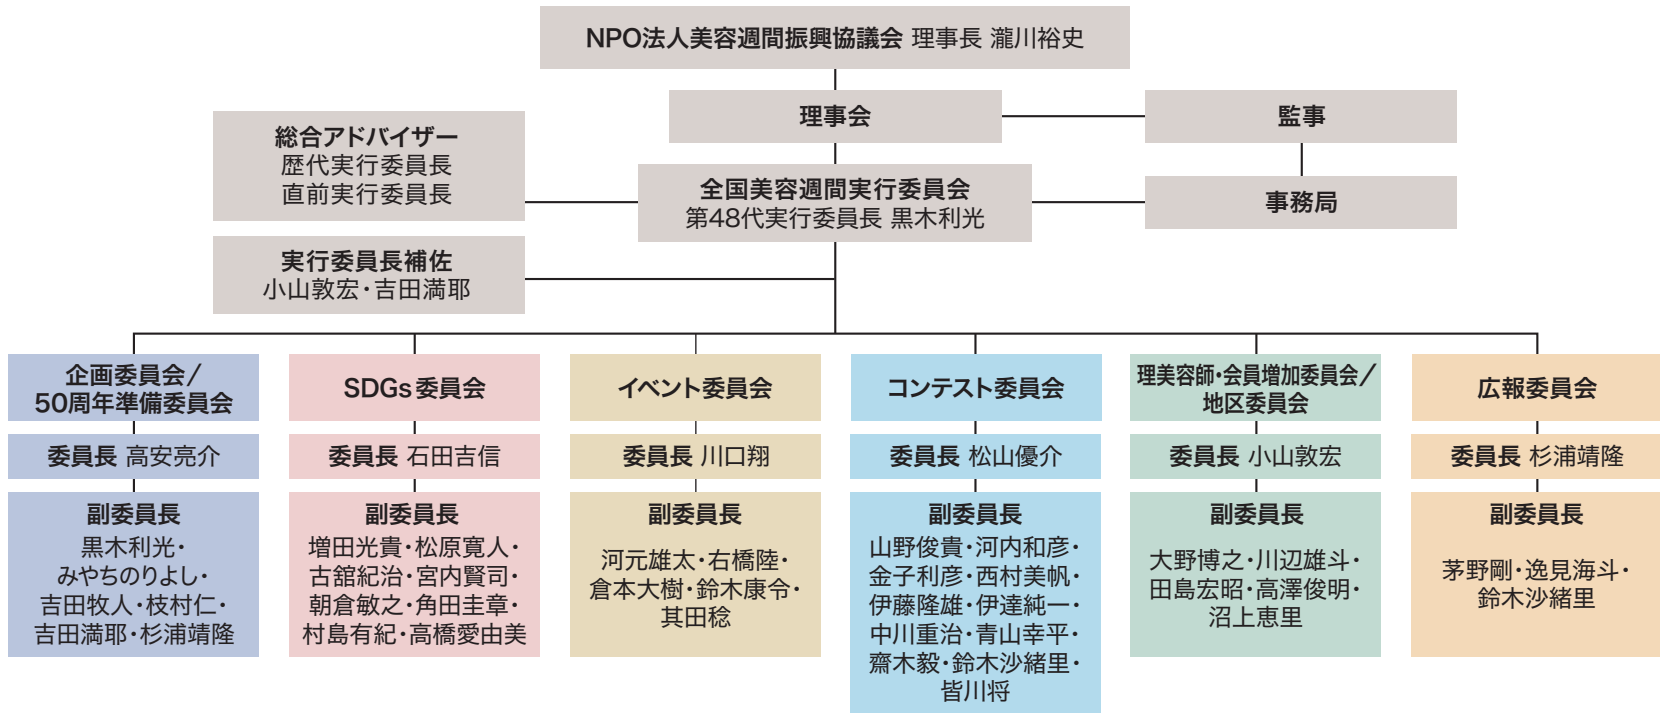 NPO法人美容週間振興協議会 理事長 瀧川裕史
理事会
監事
総合アドバイザー
歴代実行委員長
直前実行委員長
全国美容週間実行委員会
第48代実行委員長 黒木利光
事務局
実行委員長補佐
小山敦宏・吉田満耶
企画委員会／
50周年準備委員会
委員長 高安亮介
副委員長
黒木利光・
みやちのりよし・
吉田牧人・枝村仁・
吉田満耶・杉浦靖隆
SDGs委員会
委員長 石田吉信
副委員長
増田光貴・松原寛人・
古舘紀治・宮内賢司・
朝倉敏之・角田圭章・
村島有紀・高橋愛由美
イベント委員会
委員長 川口翔
副委員長
河元雄太・右橋陸・
倉本大樹・鈴木康令・
其田稔
コンテスト委員会
委員長 松山優介
副委員長
山野俊貴・河内和彦・
金子利彦・西村美帆・
伊藤隆雄・伊達純一・
中川重治・青山幸平・
齋木毅・鈴木沙緒里・
皆川将
理美容師・会員増加委員会／
地区委員会
委員長 小山敦宏
副委員長
大野博之・川辺雄斗・
田島宏昭・高澤俊明・
沼上恵里
広報委員会
委員長 杉浦靖隆
副委員長
茅野剛・逸見海斗・
鈴木沙緒里